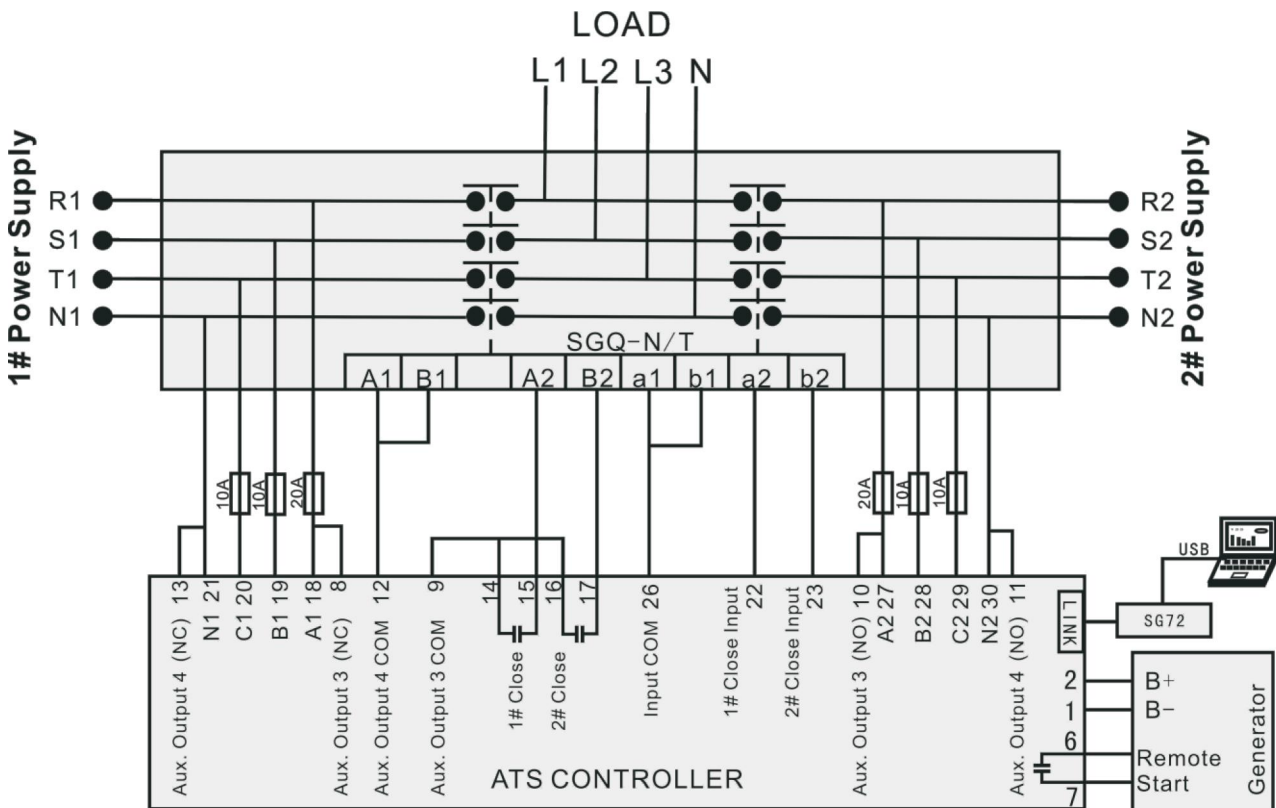 LOAD
L1 L2 L3 N
1# Power Supply
R1
S1
T1
N1
2# Power Supply
R2
S2
T2
N2
SGQ-N/T
A1 B1 A2 B2 a1 b1 a2 b2
10A
10A
20A
20A
10A
10A
USB
Aux. Output 4 (NC) 13
N1 21
C1 20
B1 19
A1 18
Aux. Output 3 (NC) 8
Aux. Output 4 COM 12
Aux. Output 3 COM 9
14
1# Close 15
2# Close 16
17
Input COM 26
1# Close Input 22
2# Close Input 23
Aux. Output 3 (NO) 10
A2 27
B2 28
C2 29
N2 30
Aux. Output 4 (NO) 11
LINK
SG72
2
1
6
7
B+
B-
Remote
Start
Generator
ATS CONTROLLER